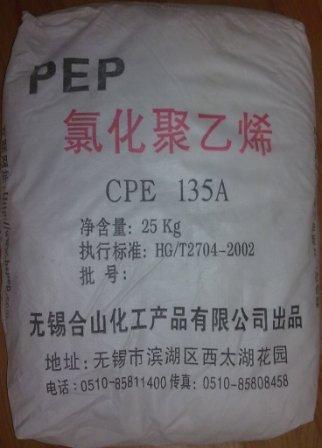 PEP
氯化聚乙烯
CPE 135A
净含量: 25 Kg
执行标准: HG/T2704-2002
批 号:
无锡合山化工产品有限公司出品
地址: 无锡市滨湖区西太湖花园
电话: 0510-85811400 传真: 0510-85808458